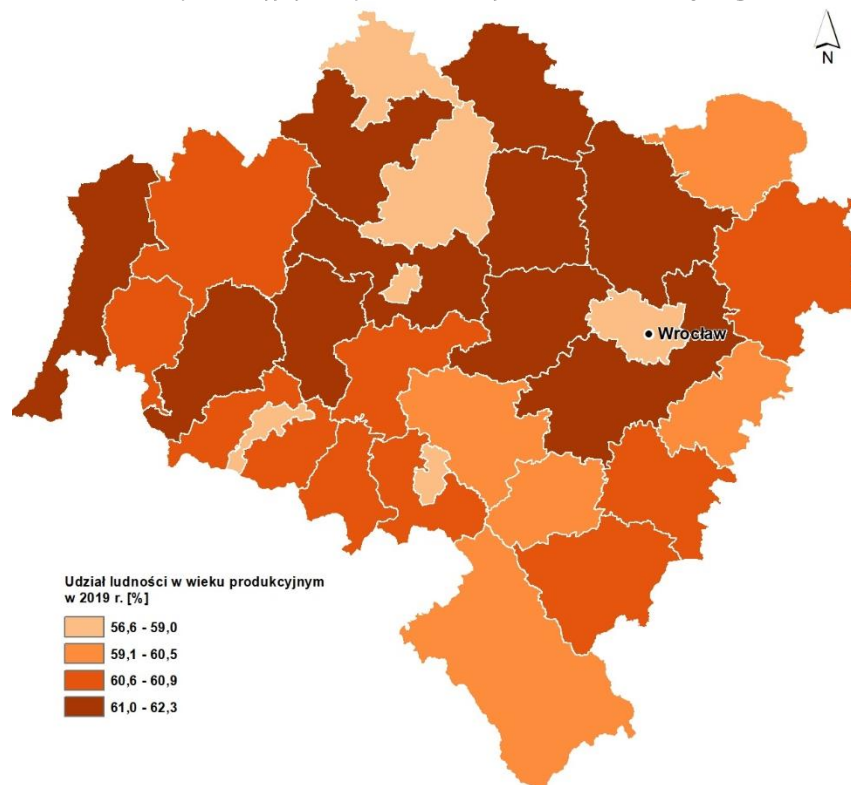 N
Wrocław
Udział ludności w wieku produkcyjnym
w 2019 r. [%]
56,6 - 59,0
59,1 - 60,5
60,6 - 60,9
61,0 - 62,3